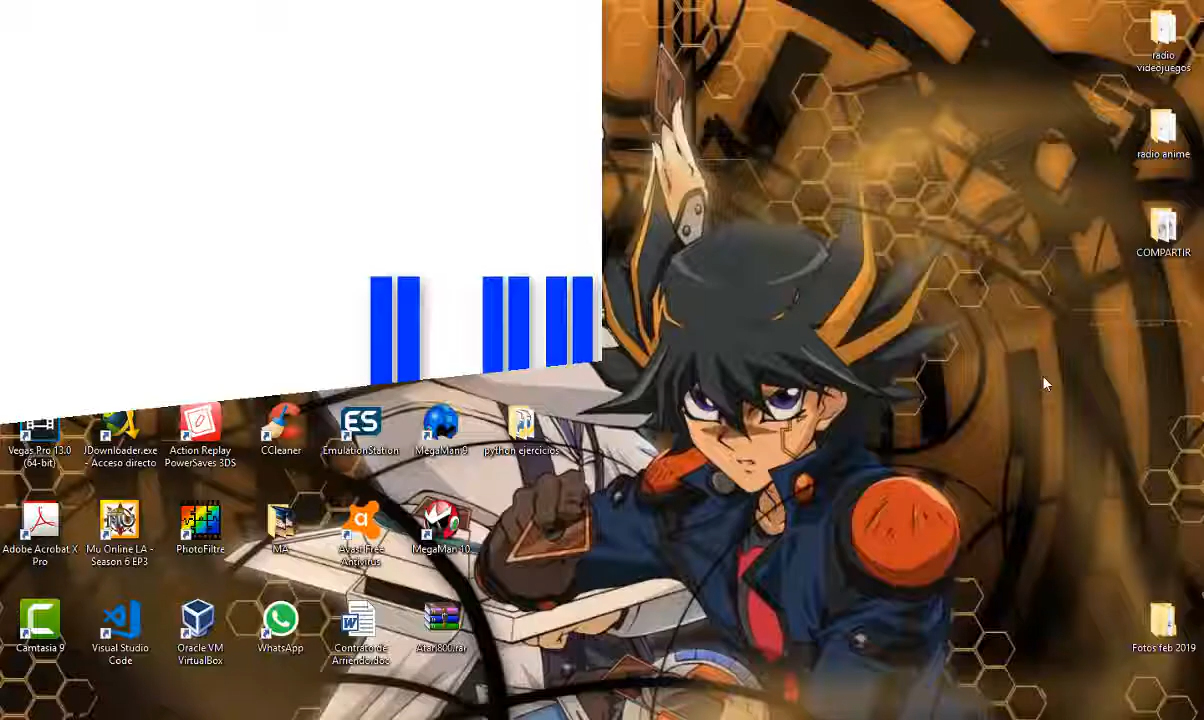 radio
videojuegos
radio anime
COMPARTIR
Vegas Pro 13.0
(64-bit)
JDownloader.exe
- Acceso directo
Action Replay
PowerSaves 3DS
CCleaner
ES
EmulationStation
MegaMan 9
python ejercicios
Adobe Acrobat X
Pro
Mu Online LA -
Season 6 EP3
PhotoFiltre
MA
Avast Free
Antivirus
MegaMan 10
Camtasia 9
Visual Studio
Code
Oracle VM
VirtualBox
WhatsApp
Contrato de
Arriendo.doc
Atari800.rar
Fotos feb 2019